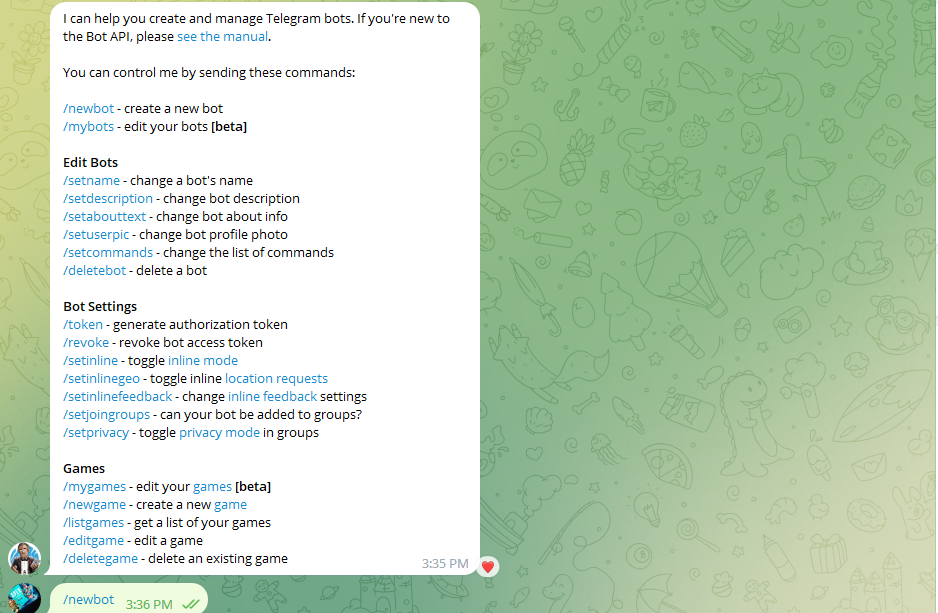 I can help you create and manage Telegram bots. If you're new to
the Bot API, please see the manual.
You can control me by sending these commands:
/newbot - create a new bot
/mybots - edit your bots [beta]
Edit Bots
/setname - change a bot's name
/setdescription - change bot description
/setabouttext - change bot about info
/setuserpic - change bot profile photo
/setcommands - change the list of commands
/deletebot - delete a bot
Bot Settings
/token - generate authorization token
/revoke - revoke bot access token
/setinline - toggle inline mode
/setinlinegeo - toggle inline location requests
/setinlinefeedback - change inline feedback settings
/setjoingroups - can your bot be added to groups?
/setprivacy - toggle privacy mode in groups
Games
/mygames - edit your games [beta]
/newgame - create a new game
/listgames - get a list of your games
/editgame - edit a game
/deletegame - delete an existing game
3:35 PM
/newbot 3:36 PM